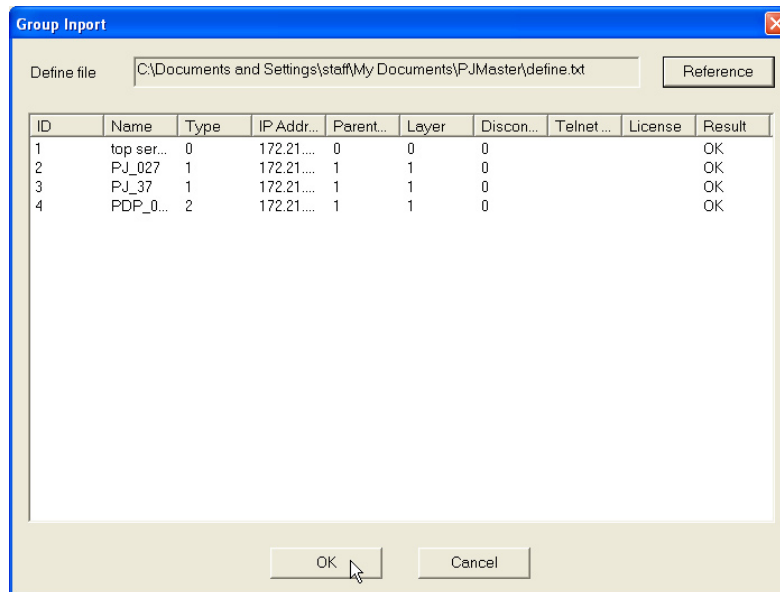 Group Inport
Define file C:\Documents and Settings\staff\My Documents\PJMaster\define.txt Reference
ID Name Type IP Addr... Parent... Layer Discon... Telnet ... License Result
1 top ser... 0 172.21.... 0 0 0 OK
2 PJ_027 1 172.21.... 1 1 0 OK
3 PJ_37 1 172.21.... 1 1 0 OK
4 PDP_0... 2 172.21.... 1 1 0 OK
OK Cancel